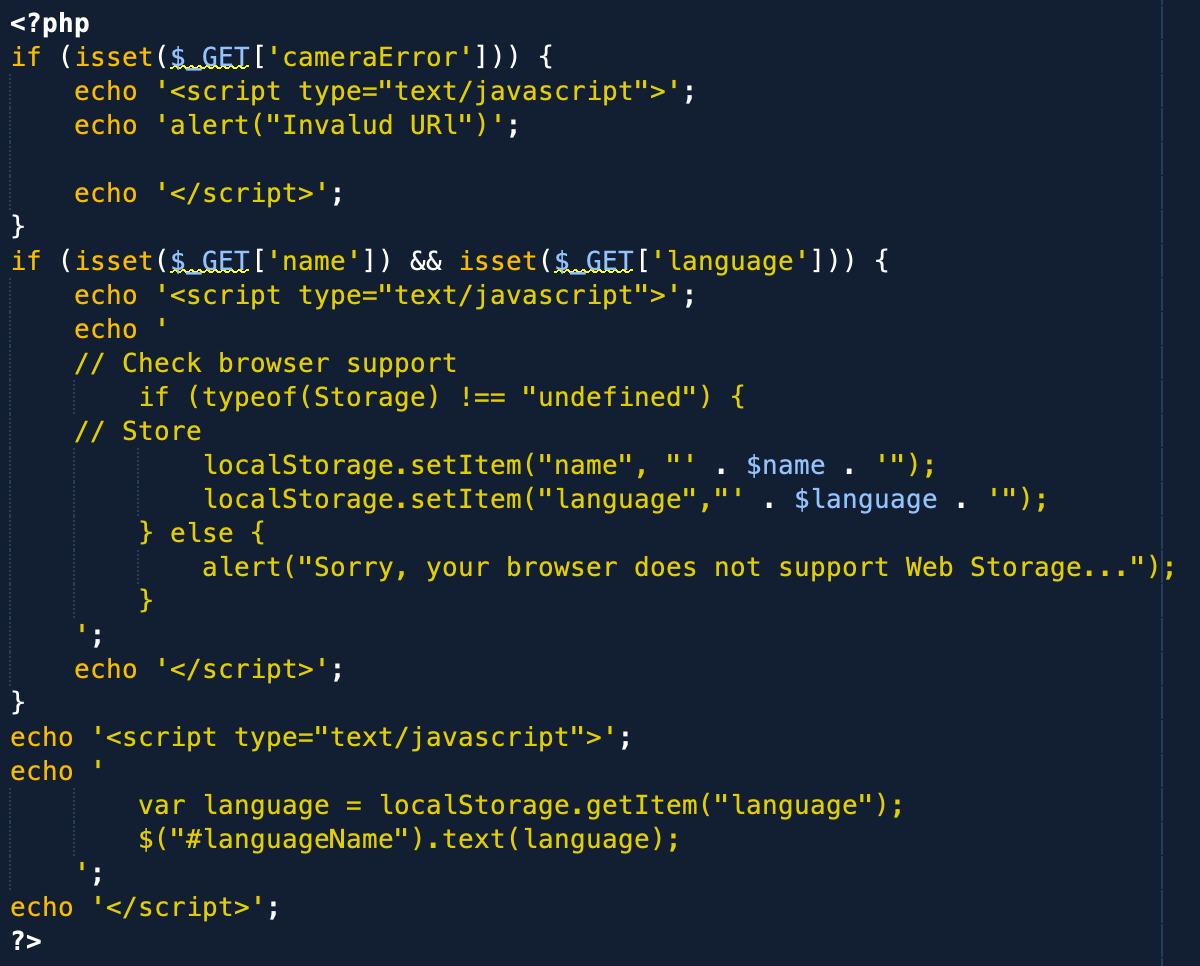 <?php
if (isset($_GET['cameraError'])) {
    echo '<script type="text/javascript">';
    echo 'alert("Invalud URl")';

    echo '</script>';
}
if (isset($_GET['name']) && isset($_GET['language'])) {
    echo '<script type="text/javascript">';
    echo '
    // Check browser support
        if (typeof(Storage) !== "undefined") {
    // Store
            localStorage.setItem("name", "' . $name . '");
            localStorage.setItem("language","' . $language . '");
        } else {
            alert("Sorry, your browser does not support Web Storage...");
        }
    ';
    echo '</script>';
}
echo '<script type="text/javascript">';
echo '
        var language = localStorage.getItem("language");
        $("#languageName").text(language);
    ';
echo '</script>';
?>